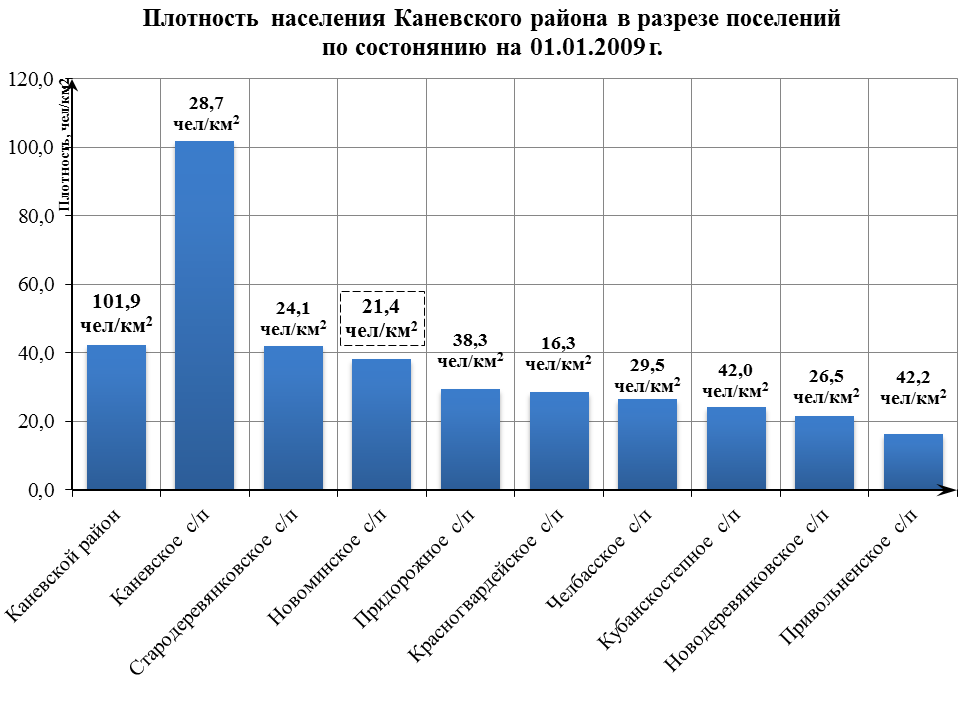 Плотность населения Каневского района в разрезе поселений
по состонянию на 01.01.2009 г.
Плотность, чел/км2
120,0
100,0
80,0
60,0
40,0
20,0
0,0
101,9
чел/км²
28,7
чел/км²
24,1
чел/км²
21,4
чел/км²
38,3
чел/км²
16,3
чел/км²
29,5
чел/км²
42,0
чел/км²
26,5
чел/км²
42,2
чел/км²
Каневской район
Каневское с/п
Стародеревянковское с/п
Новоминское с/п
Придорожное с/п
Красногвардейское с/п
Челбасское с/п
Кубанскостепное с/п
Новодеревянковское с/п
Привольненское с/п